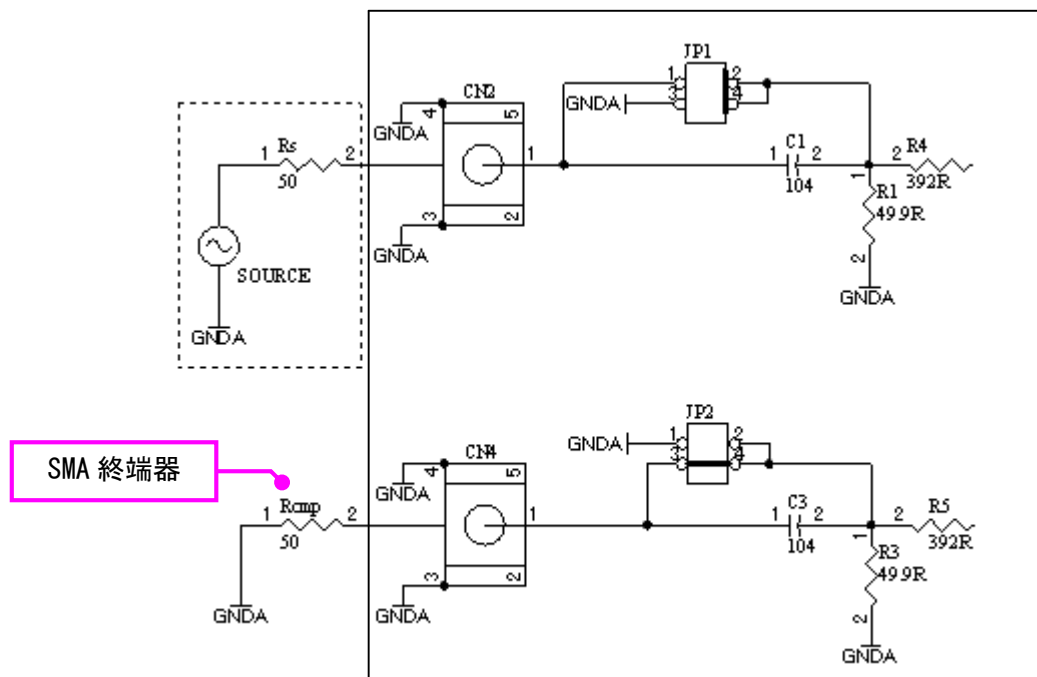 JP1
1 2
3 4
GNDA
CN2
4 5
GNDA
1 Rs 2
50
1
3 2
GNDA
C1
1 2
104
2 R4
392R
1
R1
49.9R
2
GNDA
SOURCE
GNDA
JP2
1 2
3 4
GNDA
CN4
4 5
GNDA
SMA 終端器
1 Rcmp 2
50
1
3 2
GNDA
GNDA
C3
1 2
104
2 R5
392R
1
R3
49.9R
2
GNDA